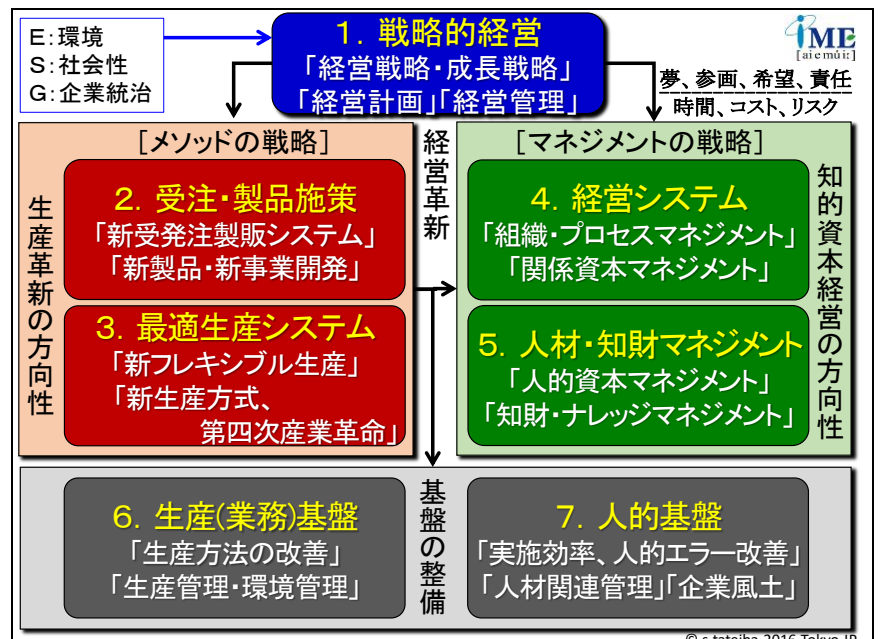 E:環境
S:社会性
G:企業統治
1. 戦略的経営
「経営戦略・成長戦略」
「経営計画」「経営管理」
iME
[aiemúiː]
夢、参画、希望、責任
時間、コスト、リスク
[メソッドの戦略]
生産革新の方向性
2. 受注・製品施策
「新受発注製販システム」
「新製品・新事業開発」
3. 最適生産システム
「新フレキシブル生産」
「新生産方式、
第四次産業革命」
経営革新
[マネジメントの戦略]
4. 経営システム
「組織・プロセスマネジメント」
「関係資本マネジメント」
5. 人材・知財マネジメント
「人的資本マネジメント」
「知財・ナレッジマネジメント」
知的資本経営の方向性
6. 生産(業務)基盤
「生産方法の改善」
「生産管理・環境管理」
基盤の整備
7. 人的基盤
「実施効率、人的エラー改善」
「人材関連管理」「企業風土」